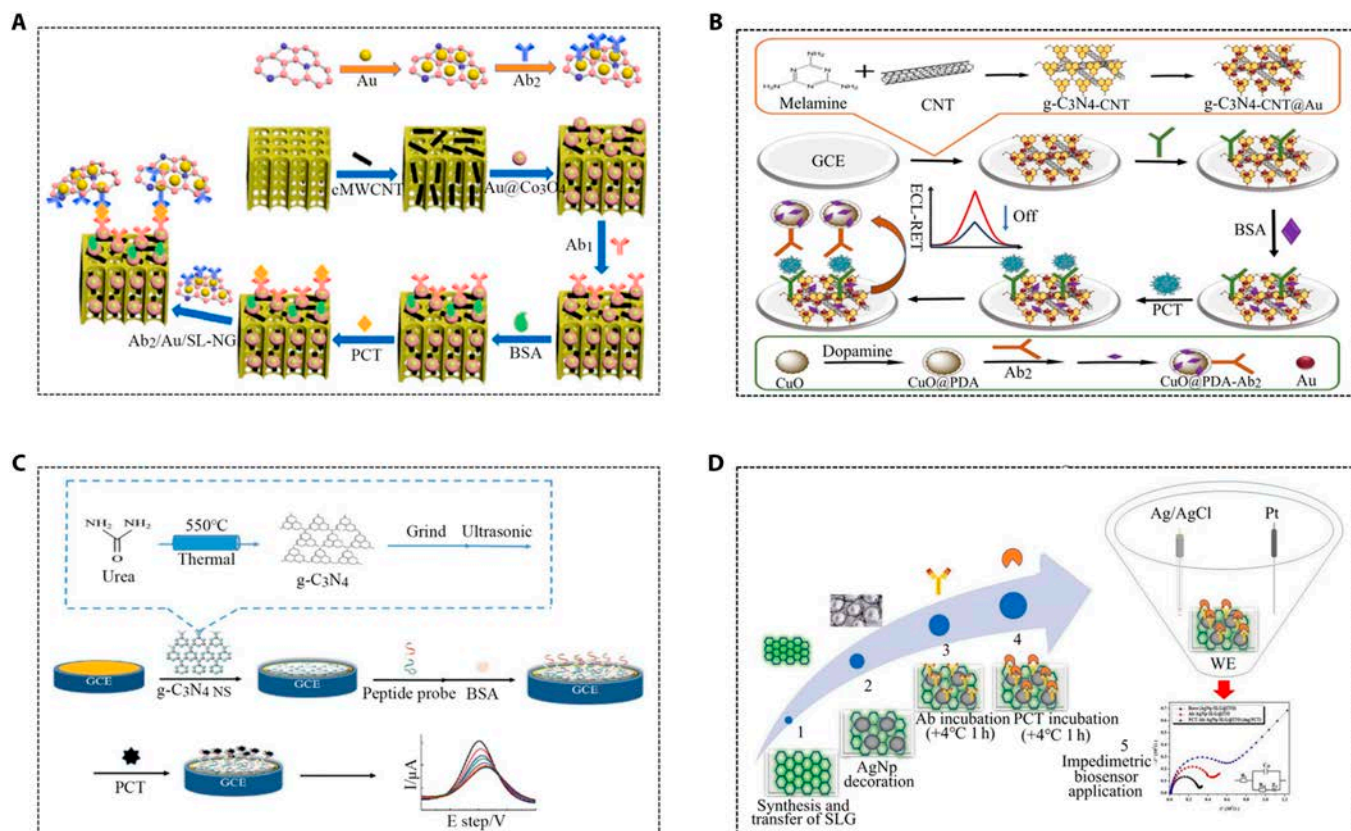 A
Au
Ab2
cMWCNT
Au@Co3O4
Ab1
BSA
PCT
Ab2/Au/SL-NG
B
NH2
H2N
NH2
Melamine
CNT
g-C3N4-CNT
g-C3N4-CNT@Au
GCE
ECL-RET
Off
BSA
PCT
Dopamine
CuO
CuO@PDA
Ab2
CuO@PDA-Ab2
Au
C
NH2
NH2
O
Urea
550°C
Thermal
g-C3N4
Grind
Ultrasonic
GCE
g-C3N4 NS
GCE
Peptide probe
BSA
GCE
PCT
GCE
I/μA
E step/V
D
Ag/AgCl
Pt
WE
1
Synthesis and
transfer of SLG
2
AgNp
decoration
3
Ab incubation
(+4°C 1 h)
4
PCT incubation
(+4°C 1 h)
5
Impedimetric
biosensor
application